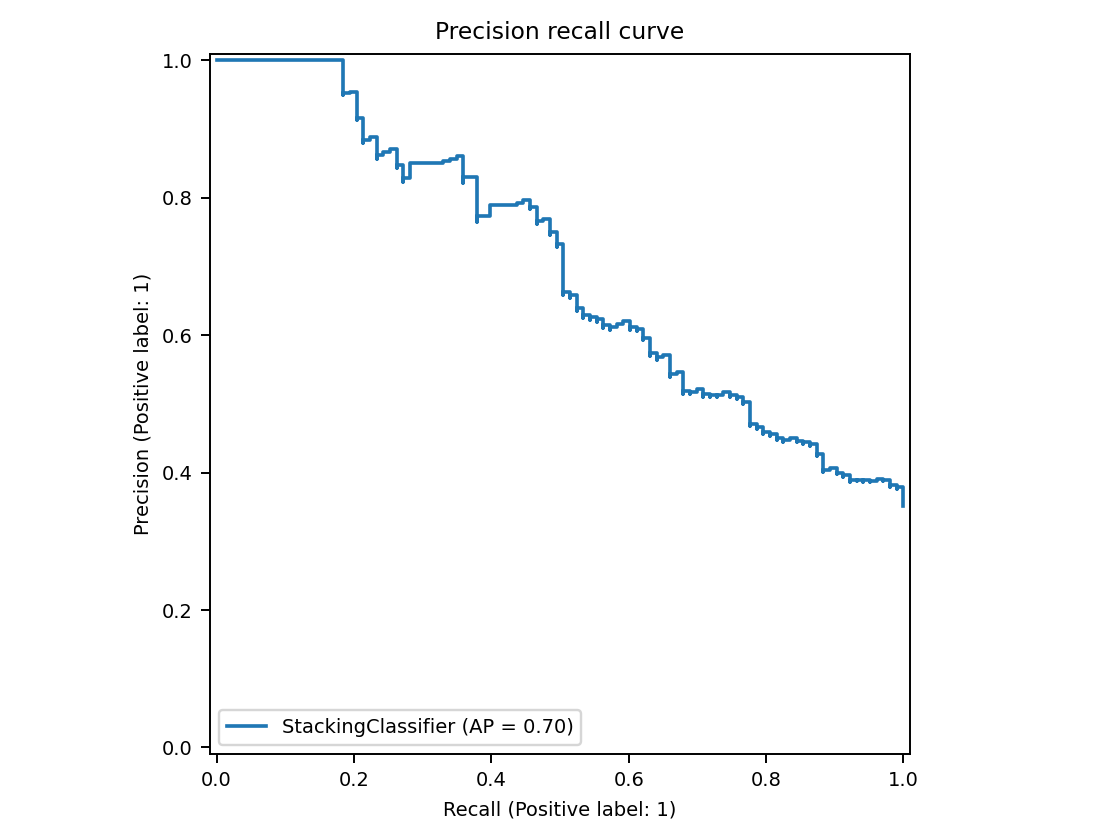 Precision recall curve
1.0
0.8
0.6
0.4
0.2
0.0
Precision (Positive label: 1)
StackingClassifier (AP = 0.70)
0.0 0.2 0.4 0.6 0.8 1.0
Recall (Positive label: 1)